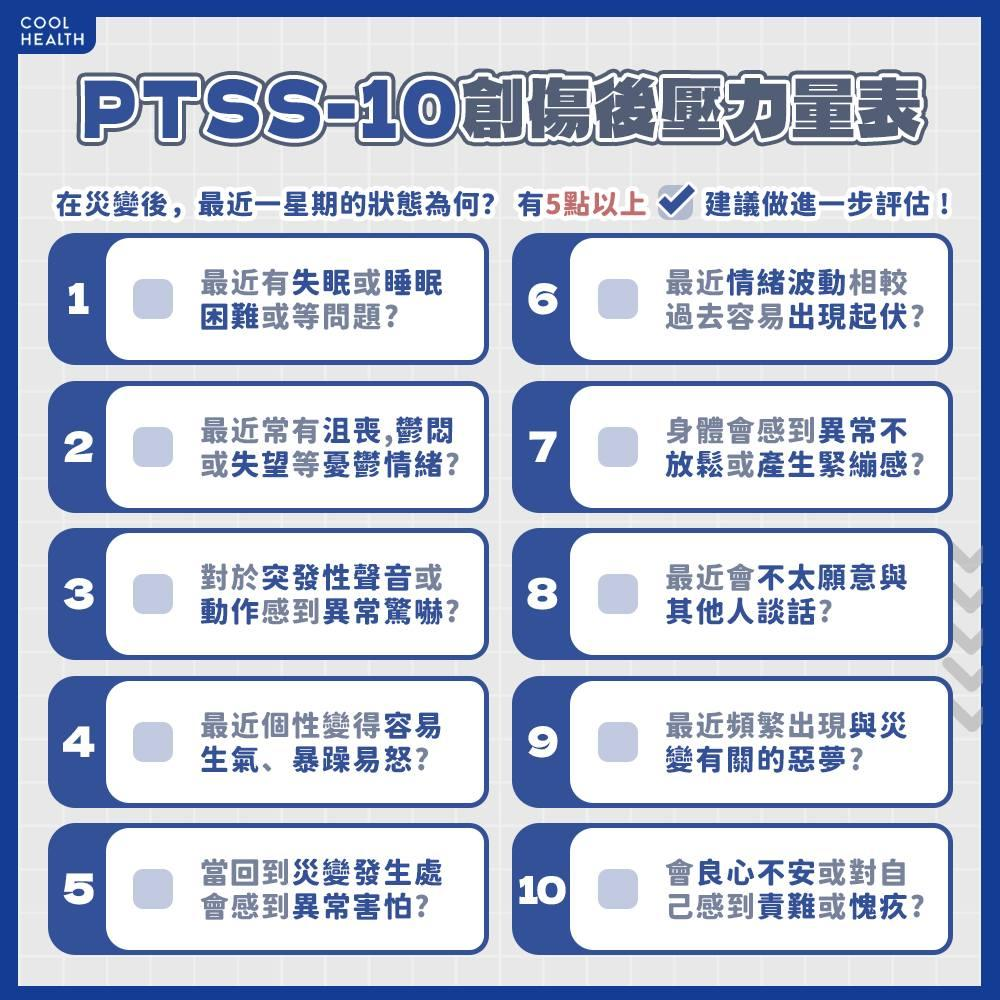 COOL
HEALTH
PTSS-10創傷後壓力量表
在災變後，最近一星期的狀態為何？ 有5點以上 建議做進一步評估！
1
最近有失眠或睡眠
困難或等問題?
2
最近常有沮喪,鬱悶
或失望等憂鬱情緒?
3
對於突發性聲音或
動作感到異常驚嚇?
4
最近個性變得容易
生氣、暴躁易怒?
5
當回到災變發生處
會感到異常害怕?
6
最近情緒波動相較
過去容易出現起伏?
7
身體會感到異常不
放鬆或產生緊繃感?
8
最近會不太願意與
其他人談話?
9
最近頻繁出現與災
變有關的惡夢?
10
會良心不安或對自
己感到責難或愧疚?